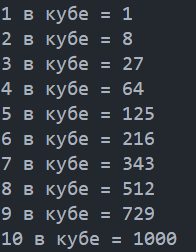 1 в кубе = 1
2 в кубе = 8
3 в кубе = 27
4 в кубе = 64
5 в кубе = 125
6 в кубе = 216
7 в кубе = 343
8 в кубе = 512
9 в кубе = 729
10 в кубе = 1000